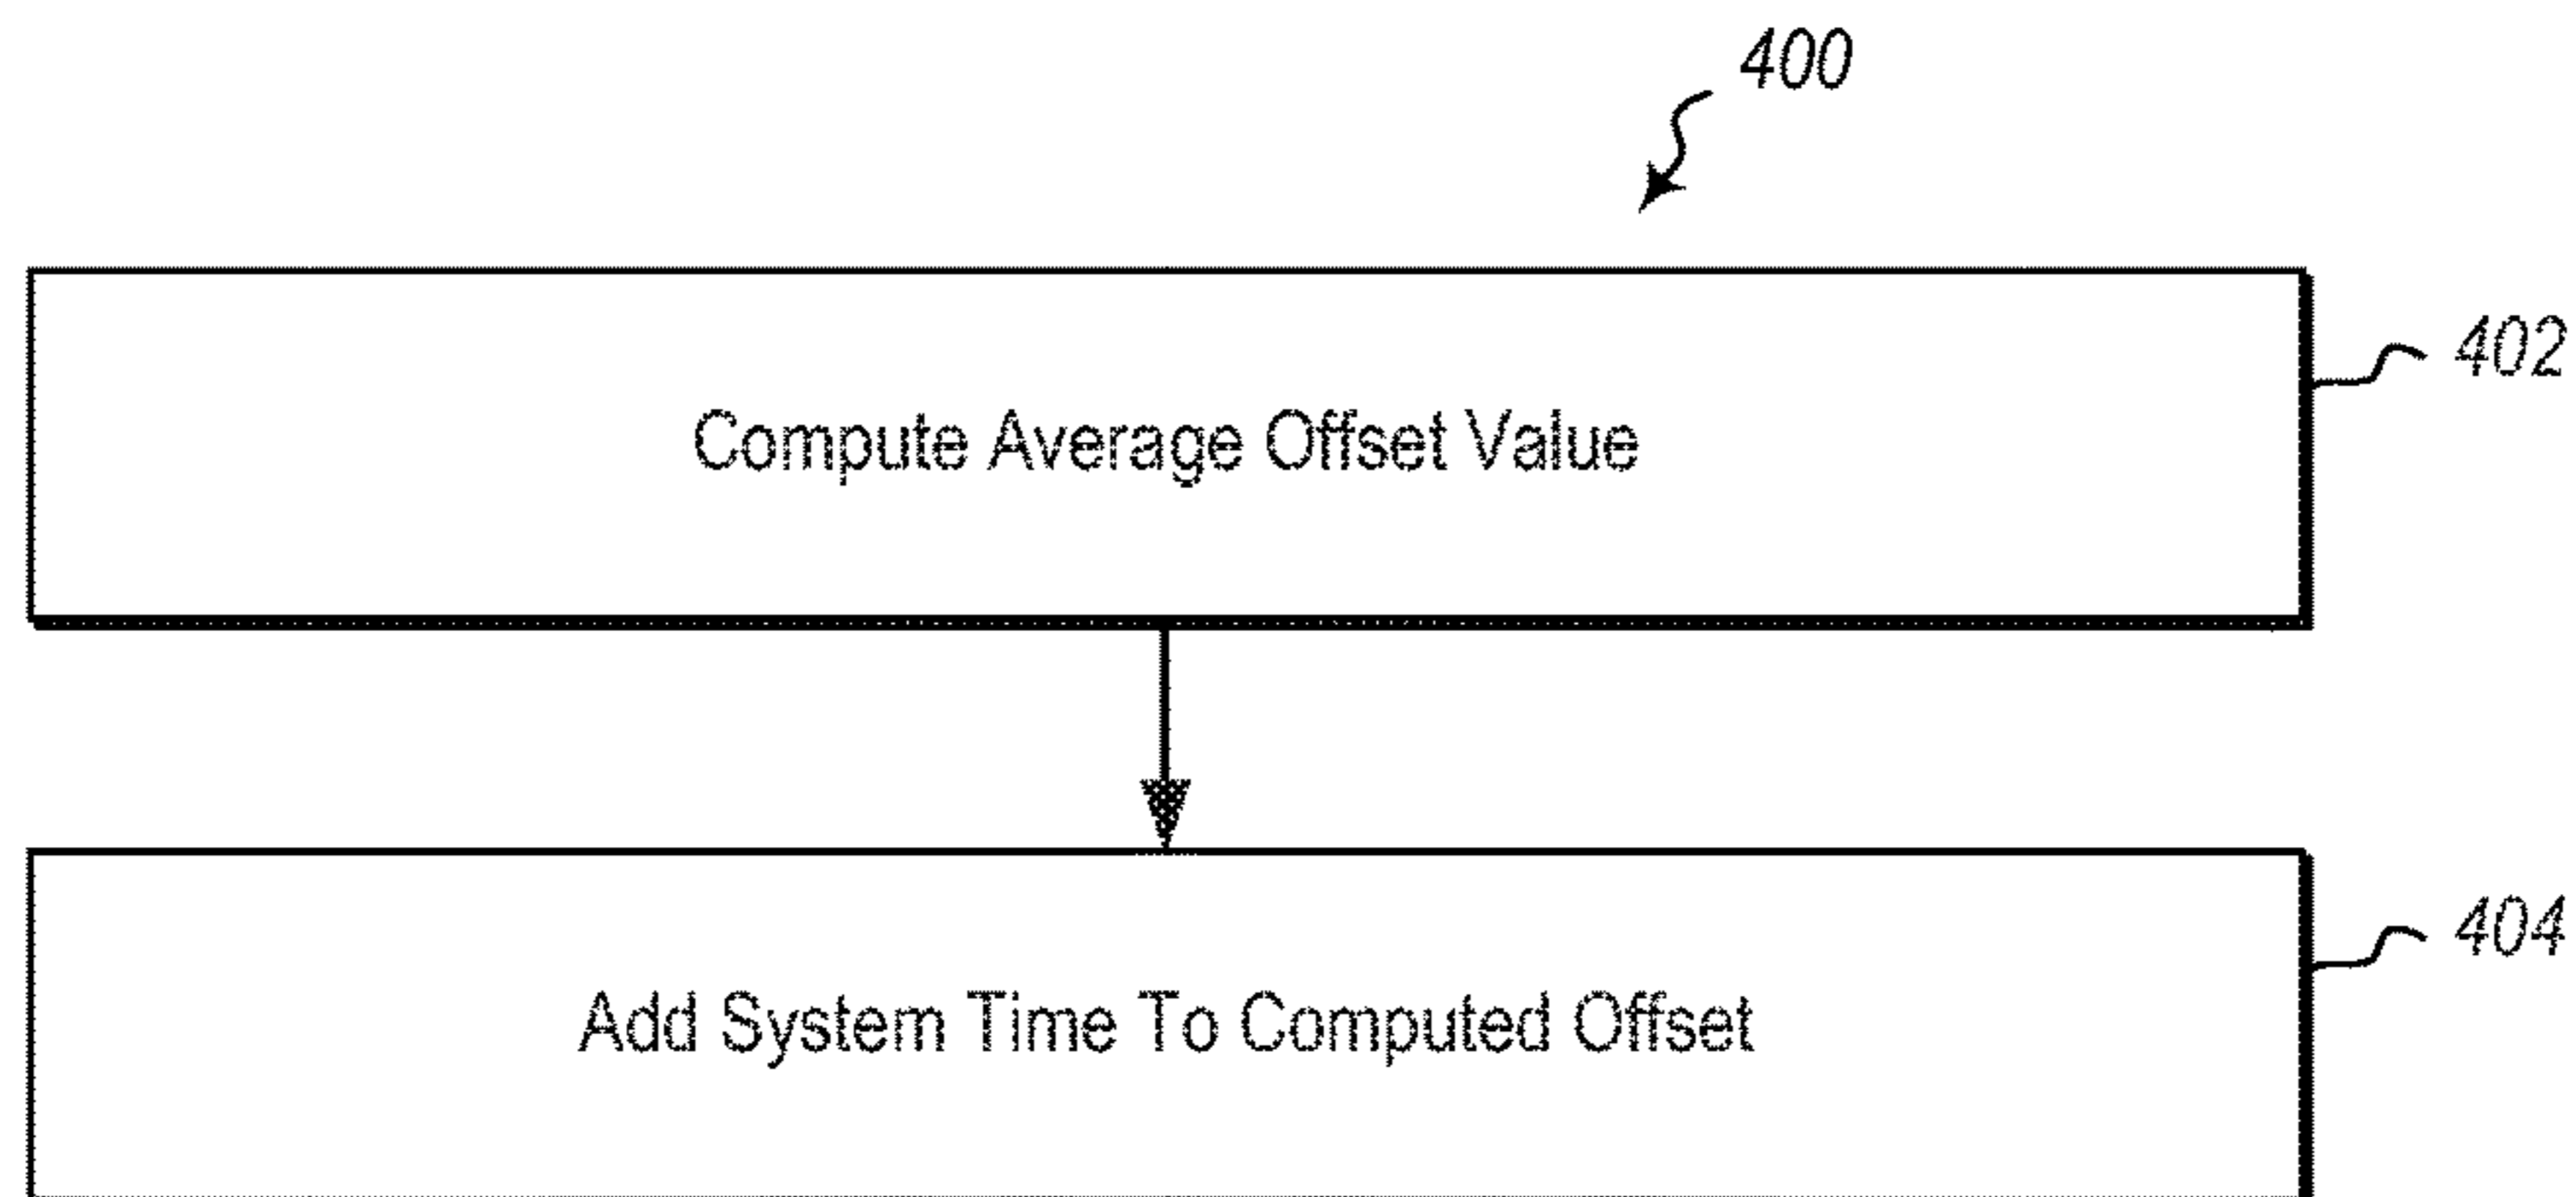 400
402
Compute Average Offset Value
404
Add System Time To Computed Offset